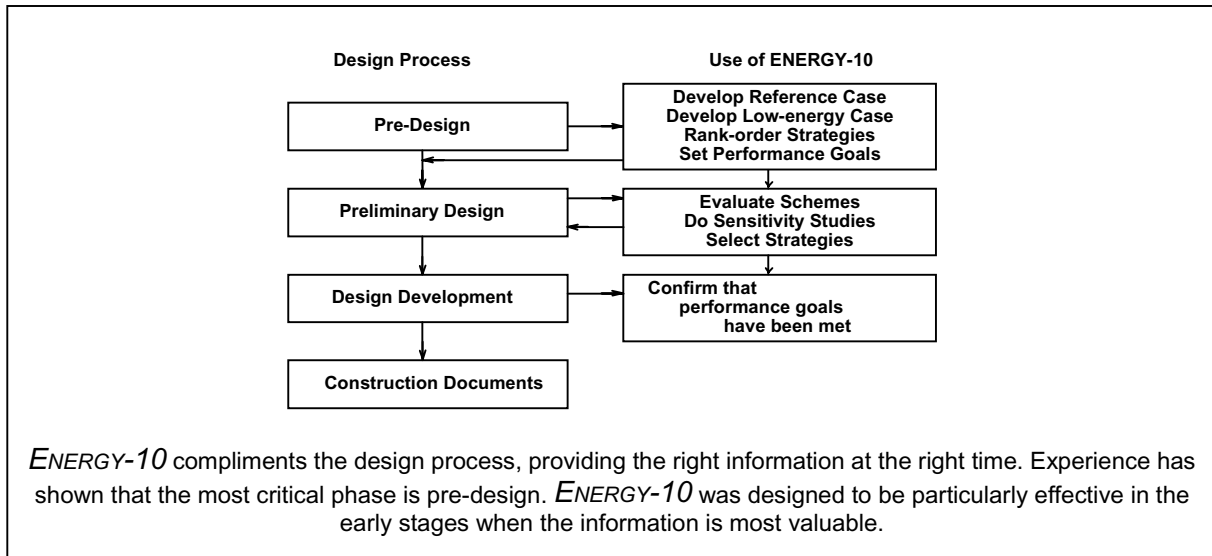 Design Process
Use of ENERGY-10
Pre-Design
Develop Reference Case
Develop Low-energy Case
Rank-order Strategies
Set Performance Goals
Preliminary Design
Evaluate Schemes
Do Sensitivity Studies
Select Strategies
Design Development
Confirm that
performance goals
have been met
Construction Documents
ENERGY-10 compliments the design process, providing the right information at the right time. Experience has
shown that the most critical phase is pre-design. ENERGY-10 was designed to be particularly effective in the
early stages when the information is most valuable.